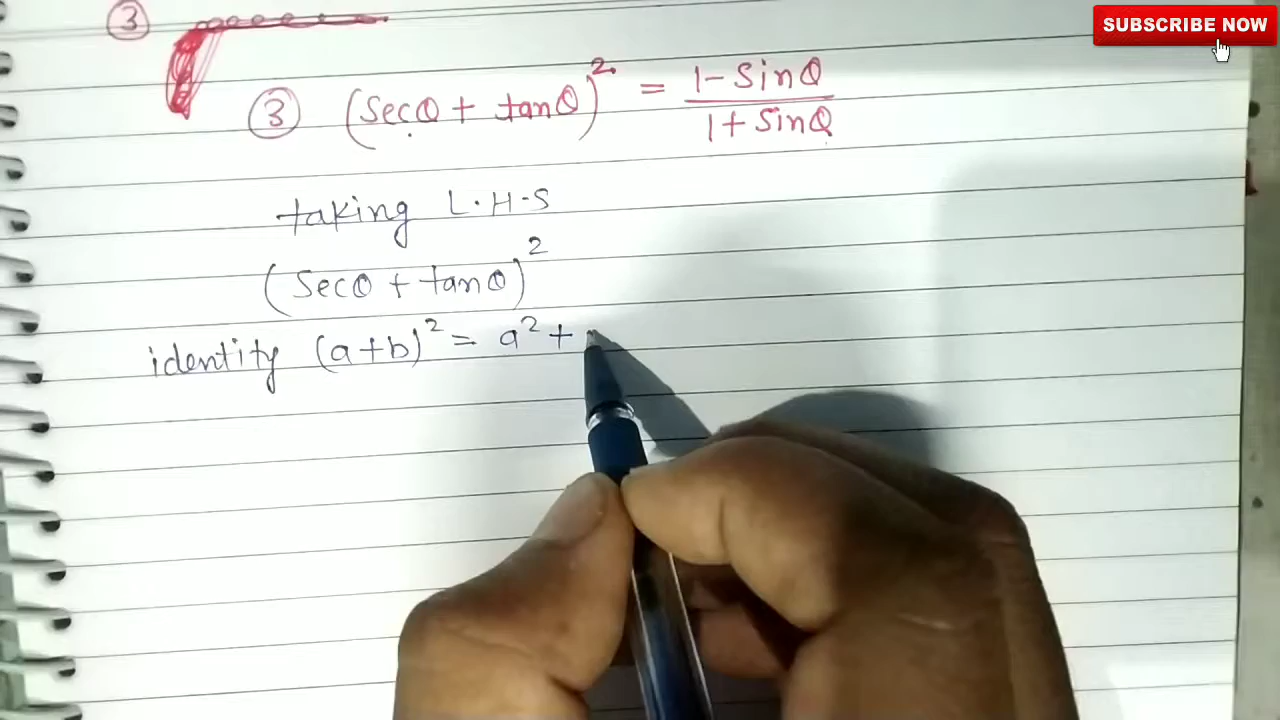 SUBSCRIBE NOW
③
③ (secθ + tanθ)² = (1 - sinθ)/(1 + sinθ)
taking L.H.S
(secθ + tanθ)²
identity (a+b)² = a² +